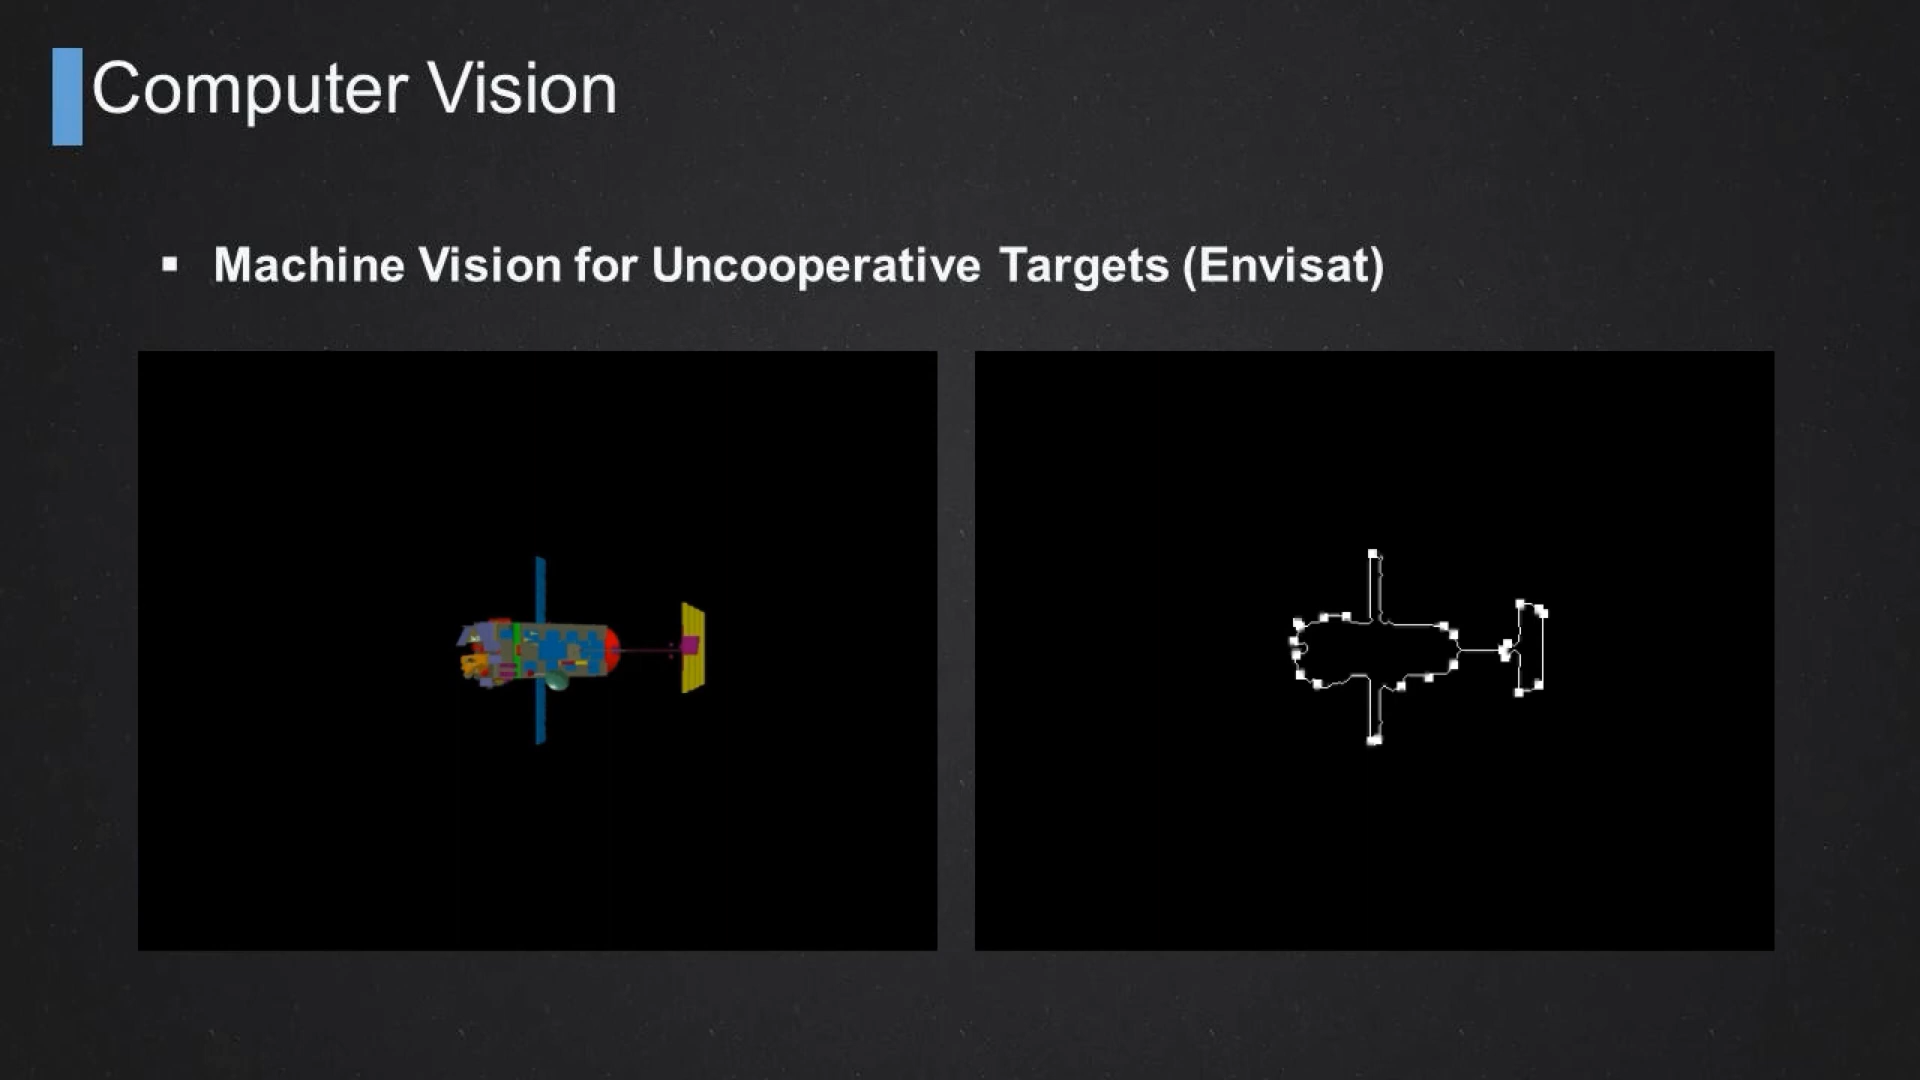 Computer Vision
▪ Machine Vision for Uncooperative Targets (Envisat)